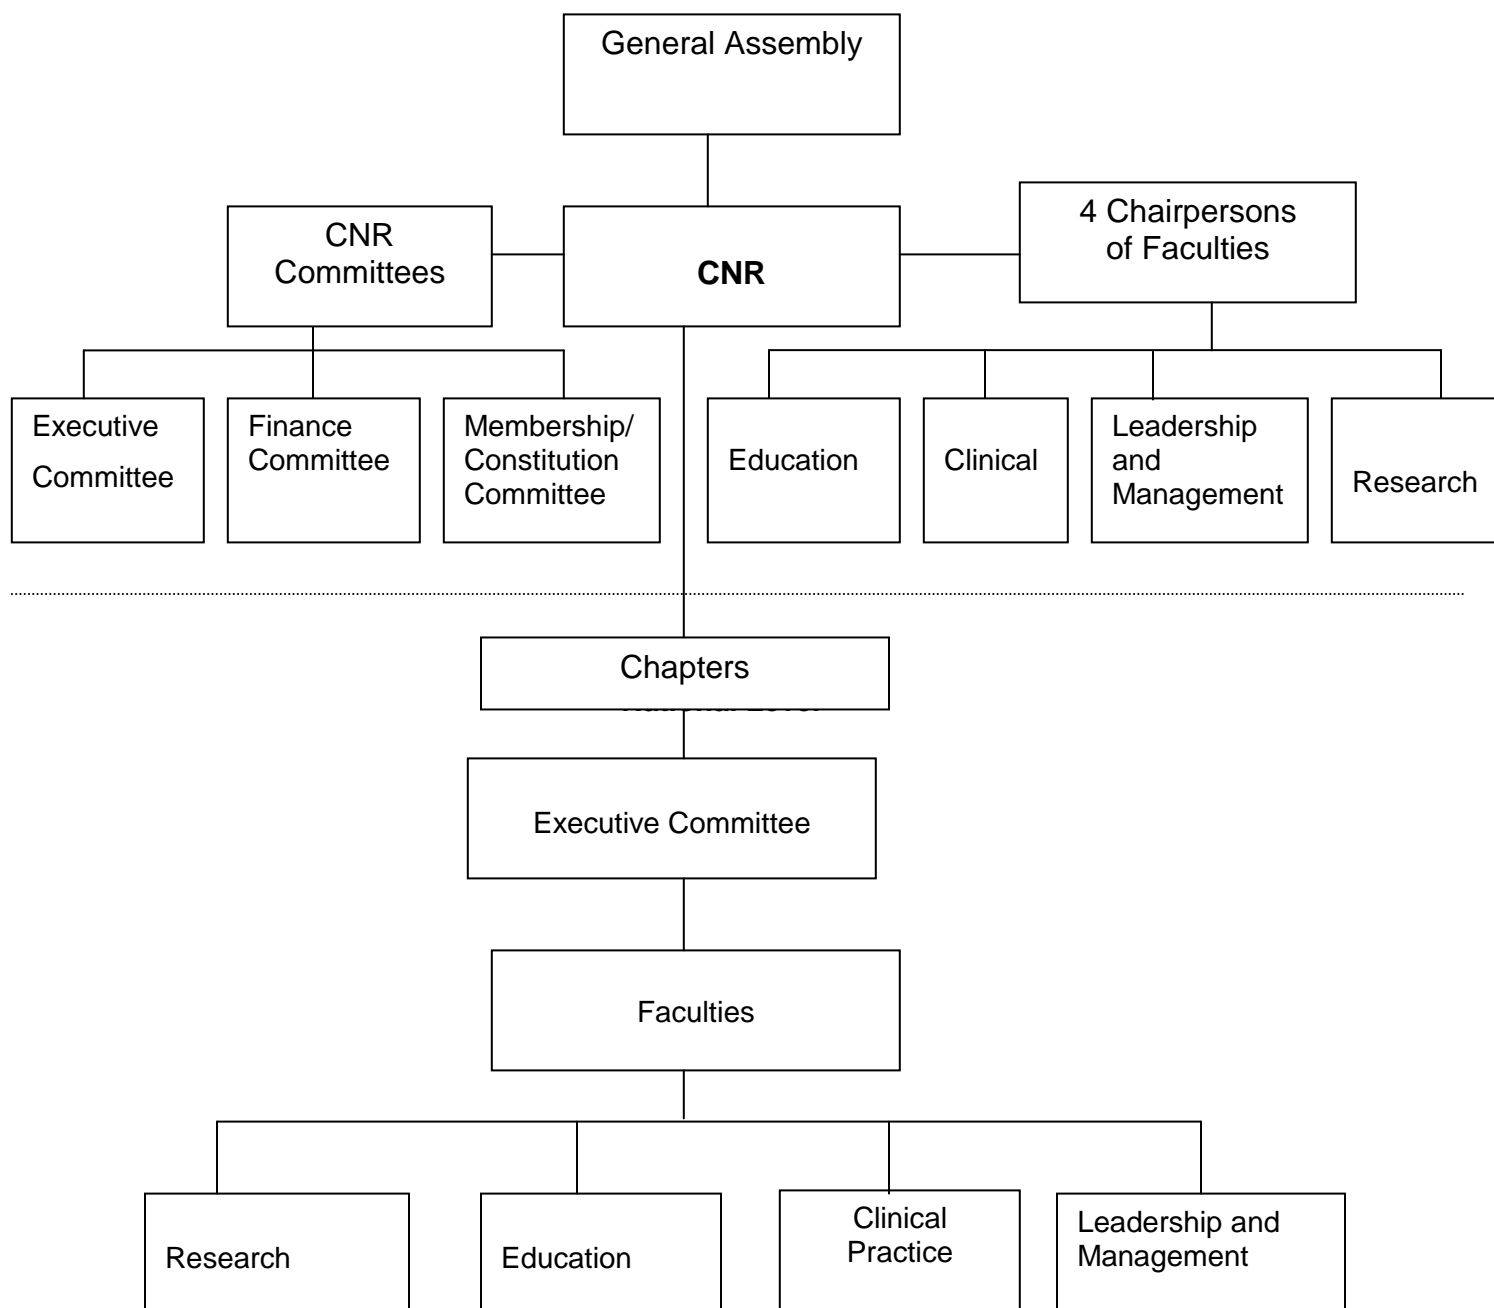 General Assembly
CNR
Committees
CNR
4 Chairpersons
of Faculties
Executive
Committee
Finance
Committee
Membership/
Constitution
Committee
Education
Clinical
Leadership
and
Management
Research
Chapters
Executive Committee
Faculties
Research
Education
Clinical
Practice
Leadership and
Management